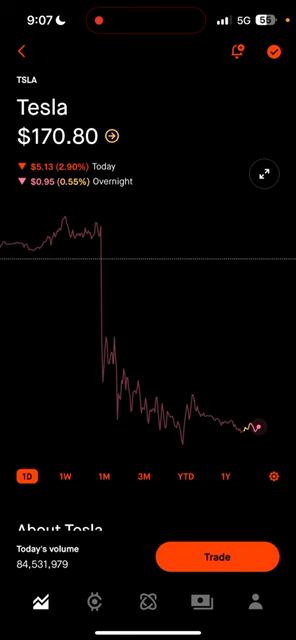 9:07
5G
55
TSLA
Tesla
$170.80
▼ $5.13 (2.90%) Today
▼ $0.95 (0.55%) Overnight
1D 1W 1M 3M YTD 1Y
About Tesla
Today's volume
84,531,979
Trade